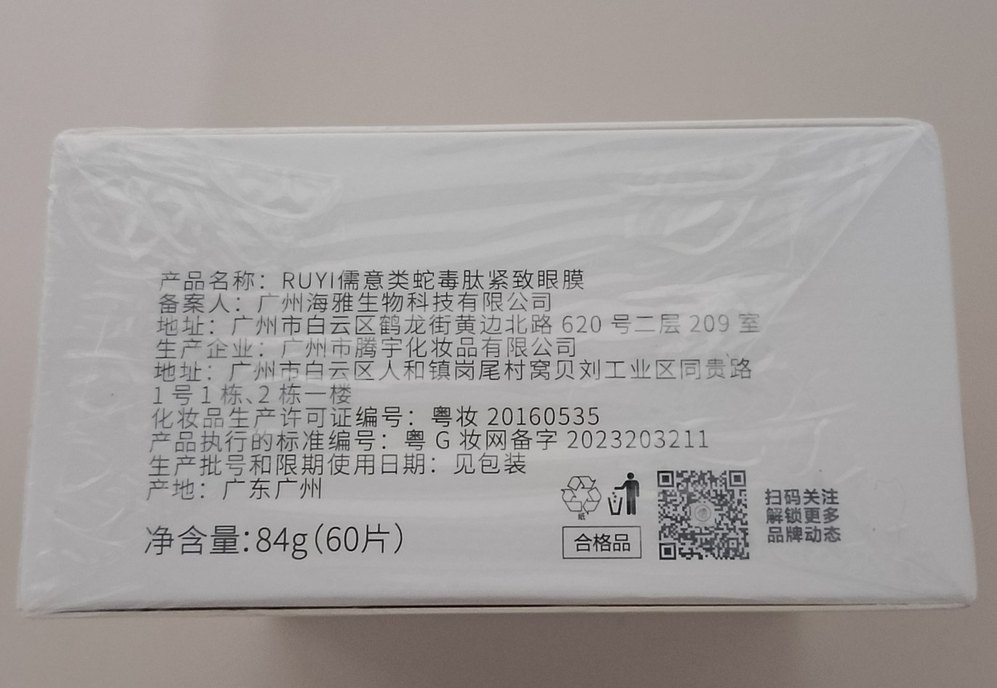 产品名称：RUYI儒意类蛇毒肽紧致眼膜
备案人：广州海雅生物科技有限公司
地址：广州市白云区鹤龙街黄边北路 620 号二层 209 室
生产企业：广州市腾宇化妆品有限公司
地址：广州市白云区人和镇岗尾村窝贝刘工业区同贵路
1 号 1 栋、2 栋一楼
化妆品生产许可证编号：粤妆 20160535
产品执行的标准编号：粤 G 妆网备字 2023203211
生产批号和限期使用日期：见包装
产地：广东广州
净含量：84g（60片）
纸
合格品
扫码关注
解锁更多
品牌动态